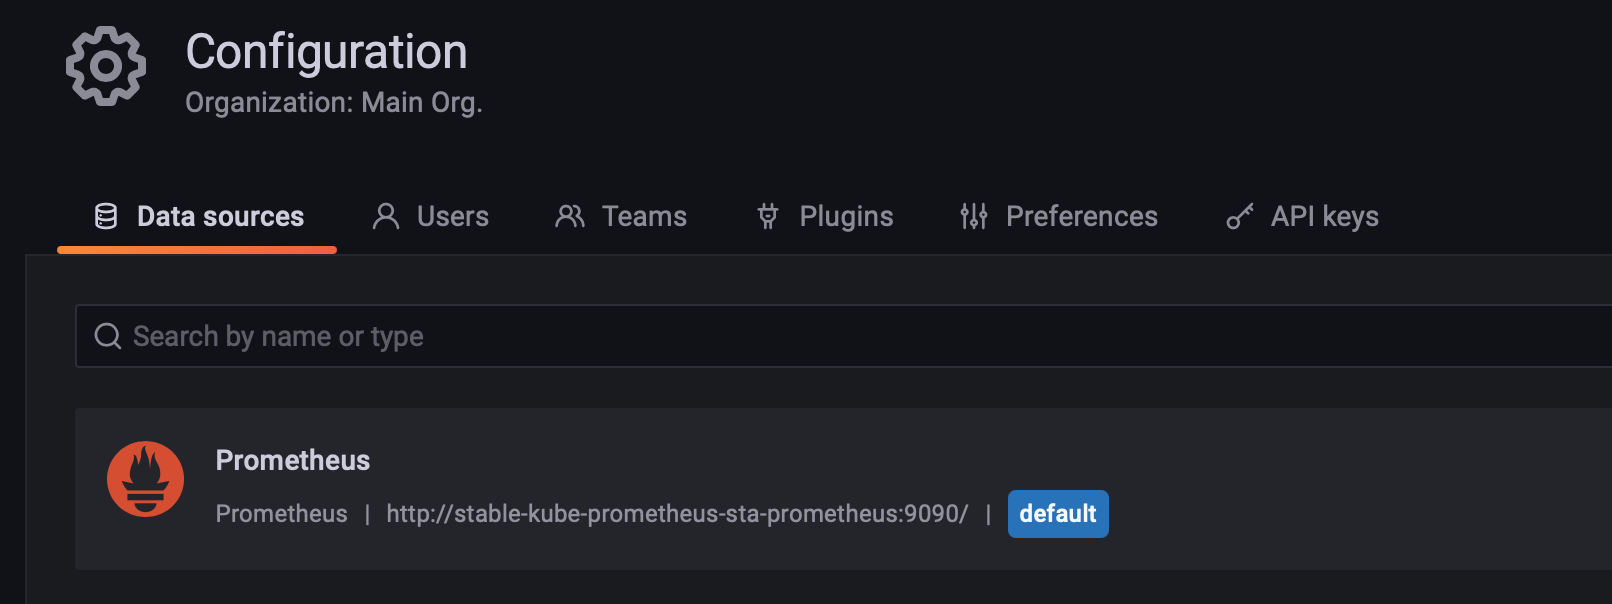 Configuration
Organization: Main Org.
Data sources Users Teams Plugins Preferences API keys
Search by name or type
Prometheus
Prometheus | http://stable-kube-prometheus-sta-prometheus:9090/ | default